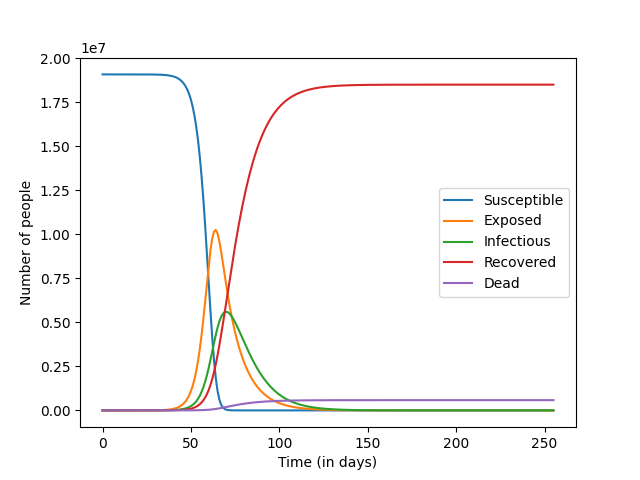 1e7
2.00
1.75
1.50
1.25
1.00
0.75
0.50
0.25
0.00
Number of people
Susceptible
Exposed
Infectious
Recovered
Dead
0 50 100 150 200 250
Time (in days)